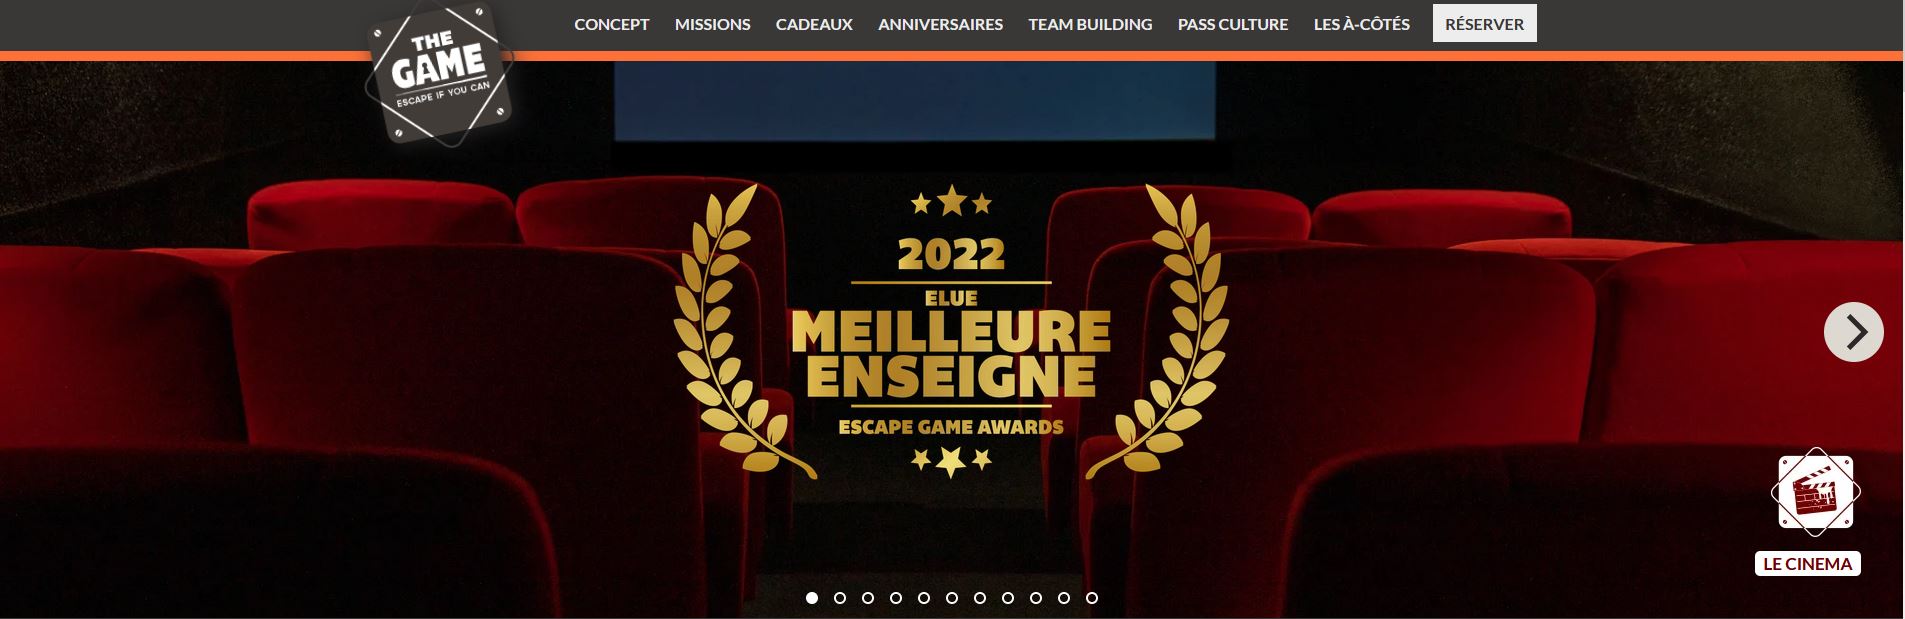 THE
GAME
ESCAPE IF YOU CAN
CONCEPT MISSIONS CADEAUX ANNIVERSAIRES TEAM BUILDING PASS CULTURE LES À-CÔTÉS RÉSERVER
2022
ELUE
MEILLEURE
ENSEIGNE
ESCAPE GAME AWARDS
LE CINEMA